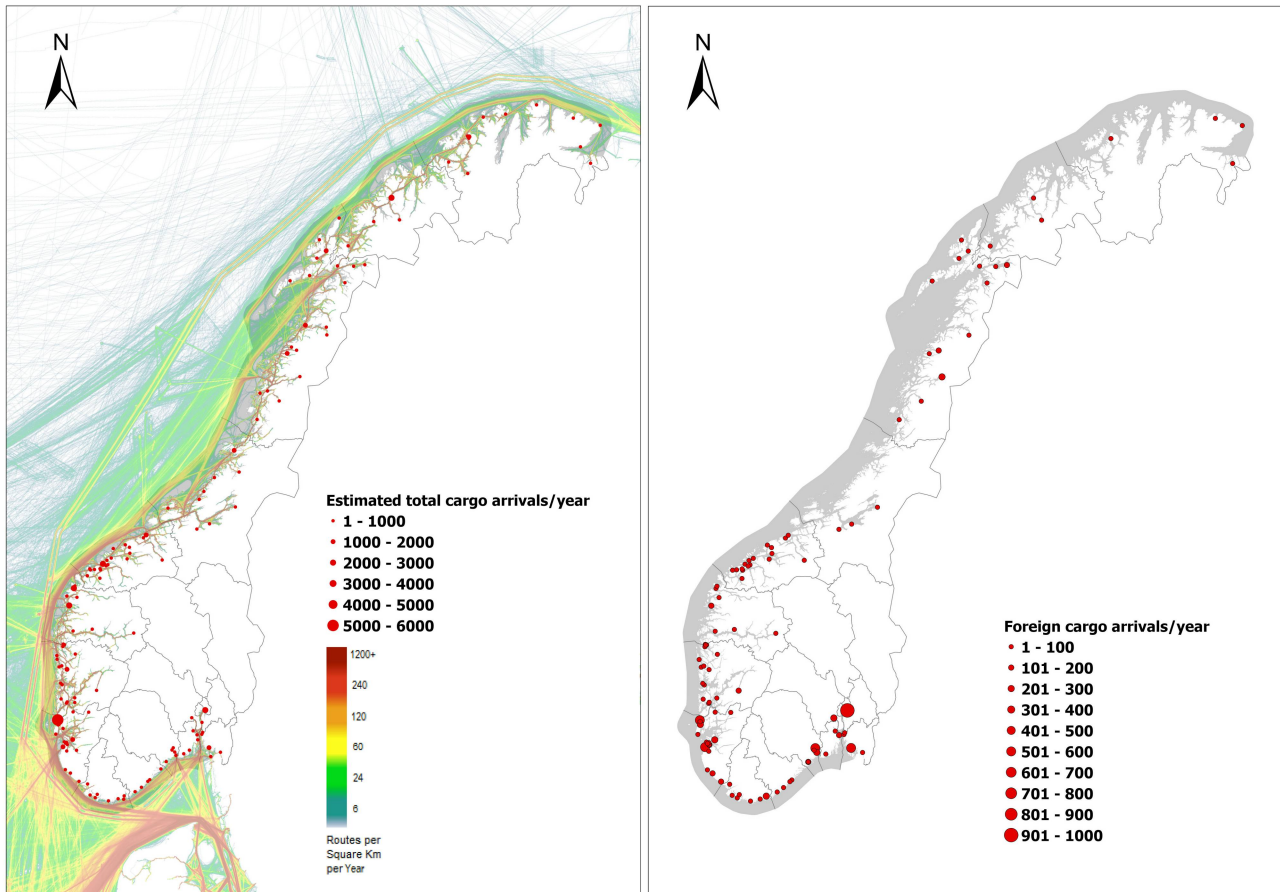 N
Estimated total cargo arrivals/year
1 - 1000
1000 - 2000
2000 - 3000
3000 - 4000
4000 - 5000
5000 - 6000
1200+
240
120
60
24
6
Routes per
Square Km
per Year
N
Foreign cargo arrivals/year
1 - 100
101 - 200
201 - 300
301 - 400
401 - 500
501 - 600
601 - 700
701 - 800
801 - 900
901 - 1000